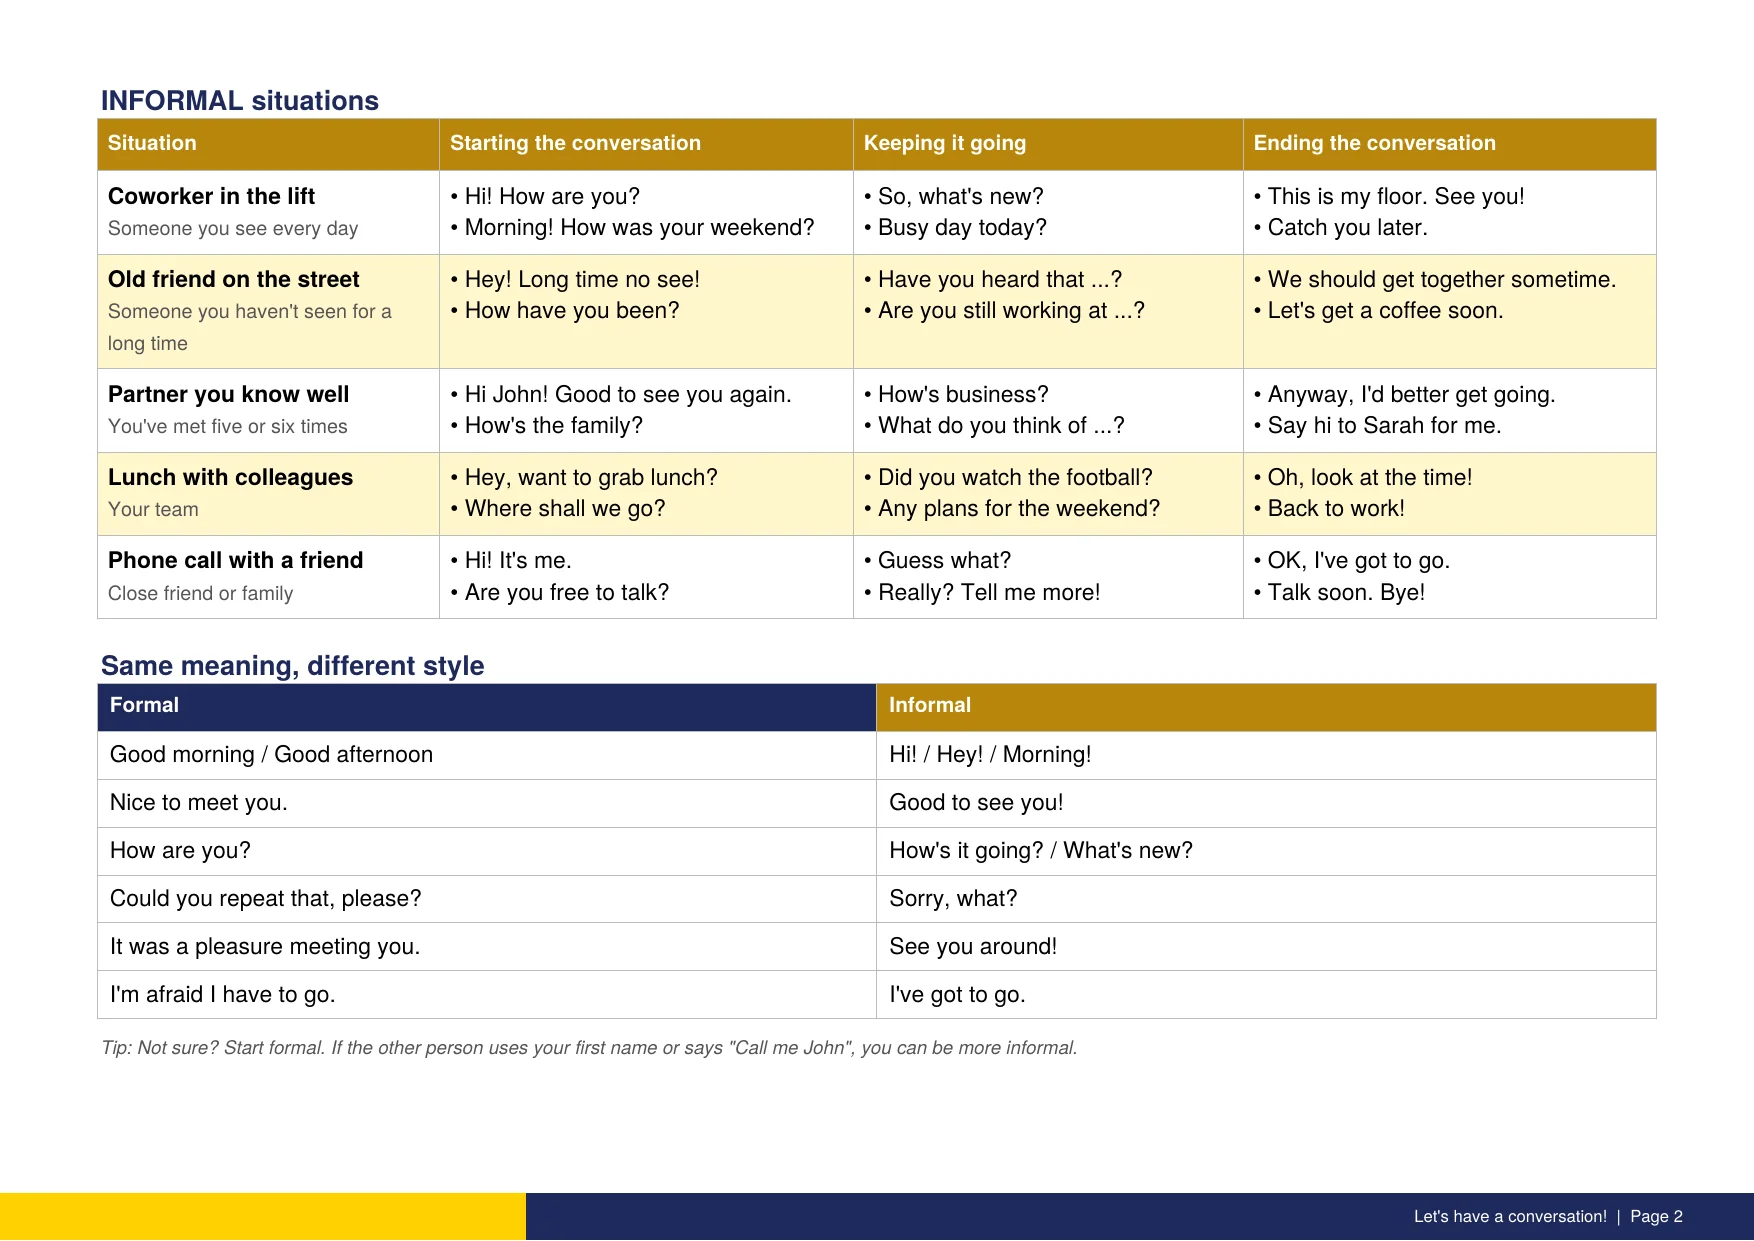 INFORMAL situations
Situation
Starting the conversation
Keeping it going
Ending the conversation
Coworker in the lift
Someone you see every day
• Hi! How are you?
• Morning! How was your weekend?
• So, what's new?
• Busy day today?
• This is my floor. See you!
• Catch you later.
Old friend on the street
Someone you haven't seen for a
long time
• Hey! Long time no see!
• How have you been?
• Have you heard that ...?
• Are you still working at ...?
• We should get together sometime.
• Let's get a coffee soon.
Partner you know well
You've met five or six times
• Hi John! Good to see you again.
• How's the family?
• How's business?
• What do you think of ...?
• Anyway, I'd better get going.
• Say hi to Sarah for me.
Lunch with colleagues
Your team
• Hey, want to grab lunch?
• Where shall we go?
• Did you watch the football?
• Any plans for the weekend?
• Oh, look at the time!
• Back to work!
Phone call with a friend
Close friend or family
• Hi! It's me.
• Are you free to talk?
• Guess what?
• Really? Tell me more!
• OK, I've got to go.
• Talk soon. Bye!
Same meaning, different style
Formal
Informal
Good morning / Good afternoon
Hi! / Hey! / Morning!
Nice to meet you.
Good to see you!
How are you?
How's it going? / What's new?
Could you repeat that, please?
Sorry, what?
It was a pleasure meeting you.
See you around!
I'm afraid I have to go.
I've got to go.
Tip: Not sure? Start formal. If the other person uses your first name or says "Call me John", you can be more informal.
Let's have a conversation! | Page 2